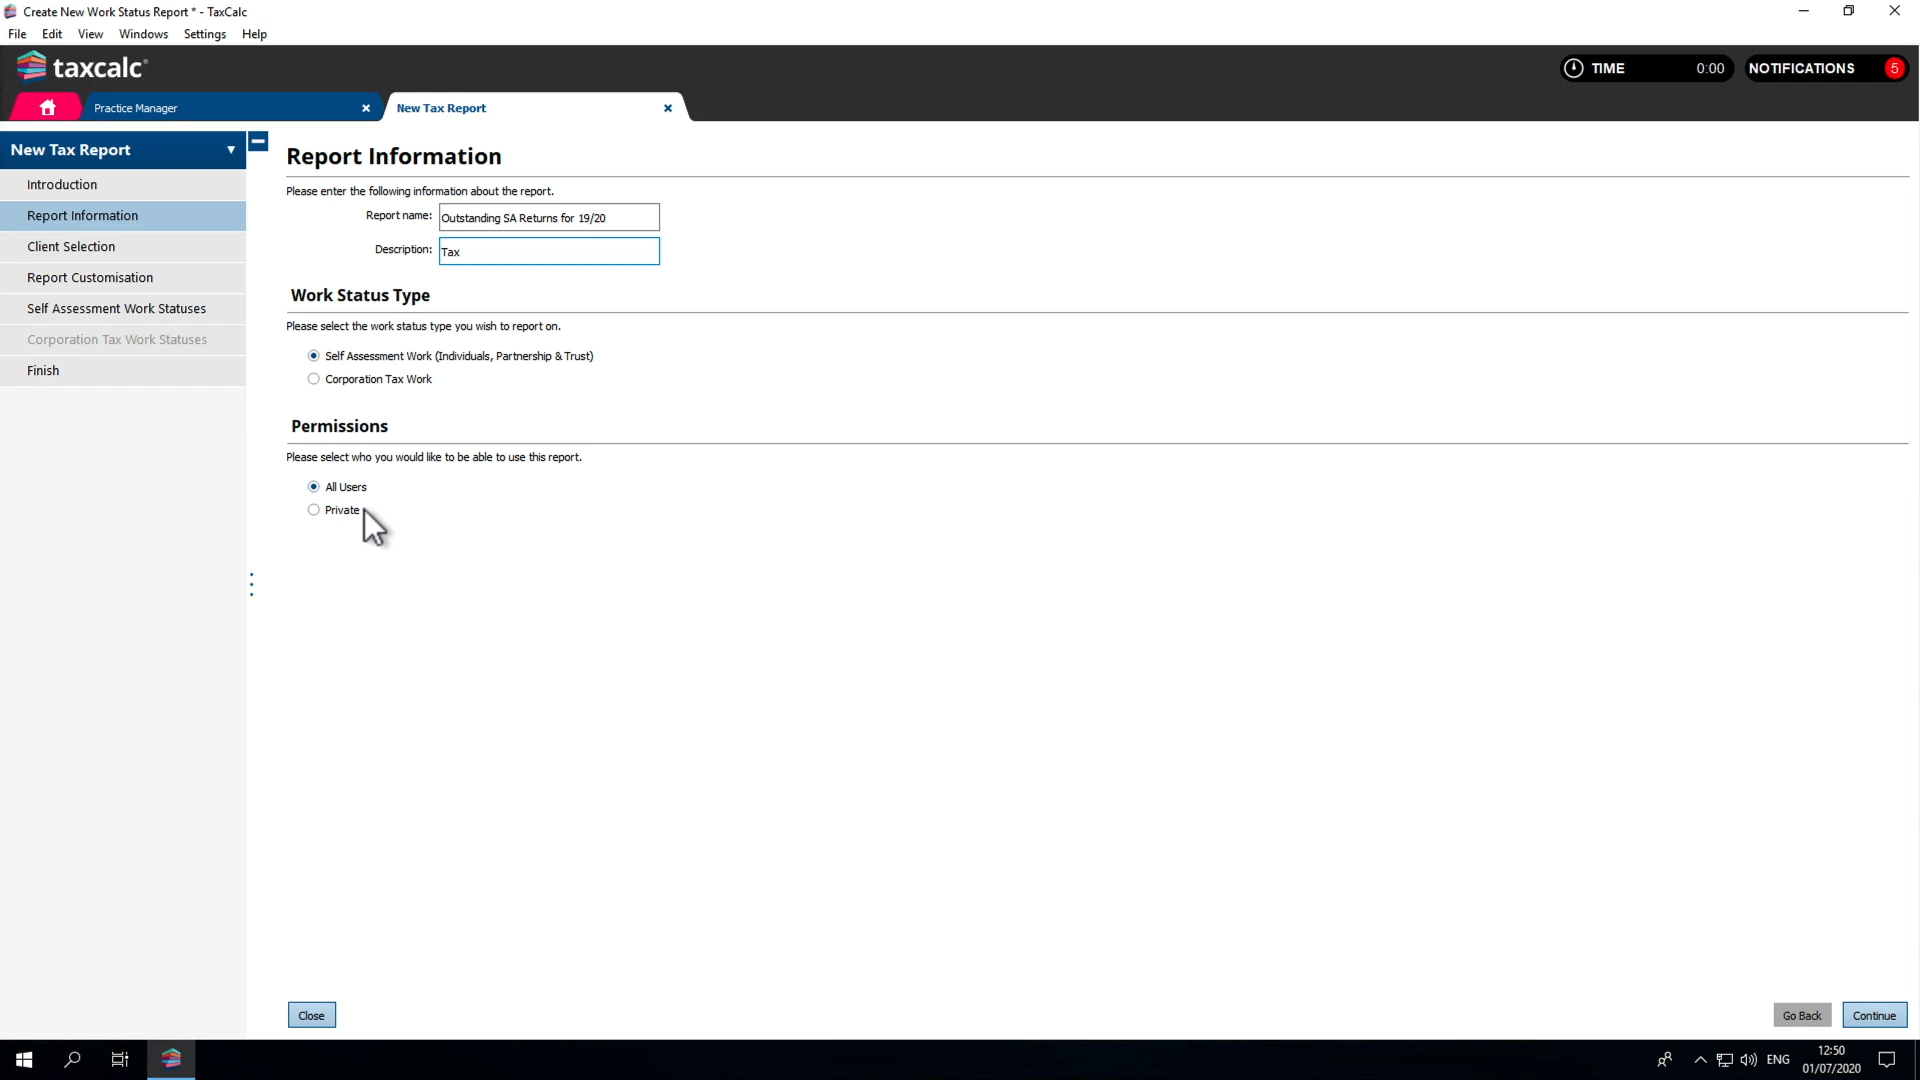 Create New Work Status Report * - TaxCalc
File Edit View Windows Settings Help
taxcalc®
TIME 0:00 NOTIFICATIONS 5
Practice Manager
New Tax Report
New Tax Report
Introduction
Report Information
Client Selection
Report Customisation
Self Assessment Work Statuses
Corporation Tax Work Statuses
Finish
Report Information
Please enter the following information about the report.
Report name: Outstanding SA Returns for 19/20
Description: Tax
Work Status Type
Please select the work status type you wish to report on.
Self Assessment Work (Individuals, Partnership & Trust)
Corporation Tax Work
Permissions
Please select who you would like to be able to use this report.
All Users
Private
Close
Go Back
Continue
ENG
12:50
01/07/2020